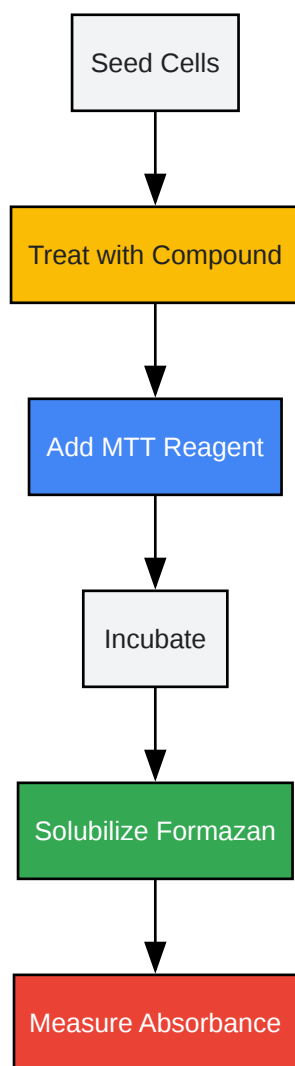 Seed Cells
Treat with Compound
Add MTT Reagent
Incubate
Solubilize Formazan
Measure Absorbance